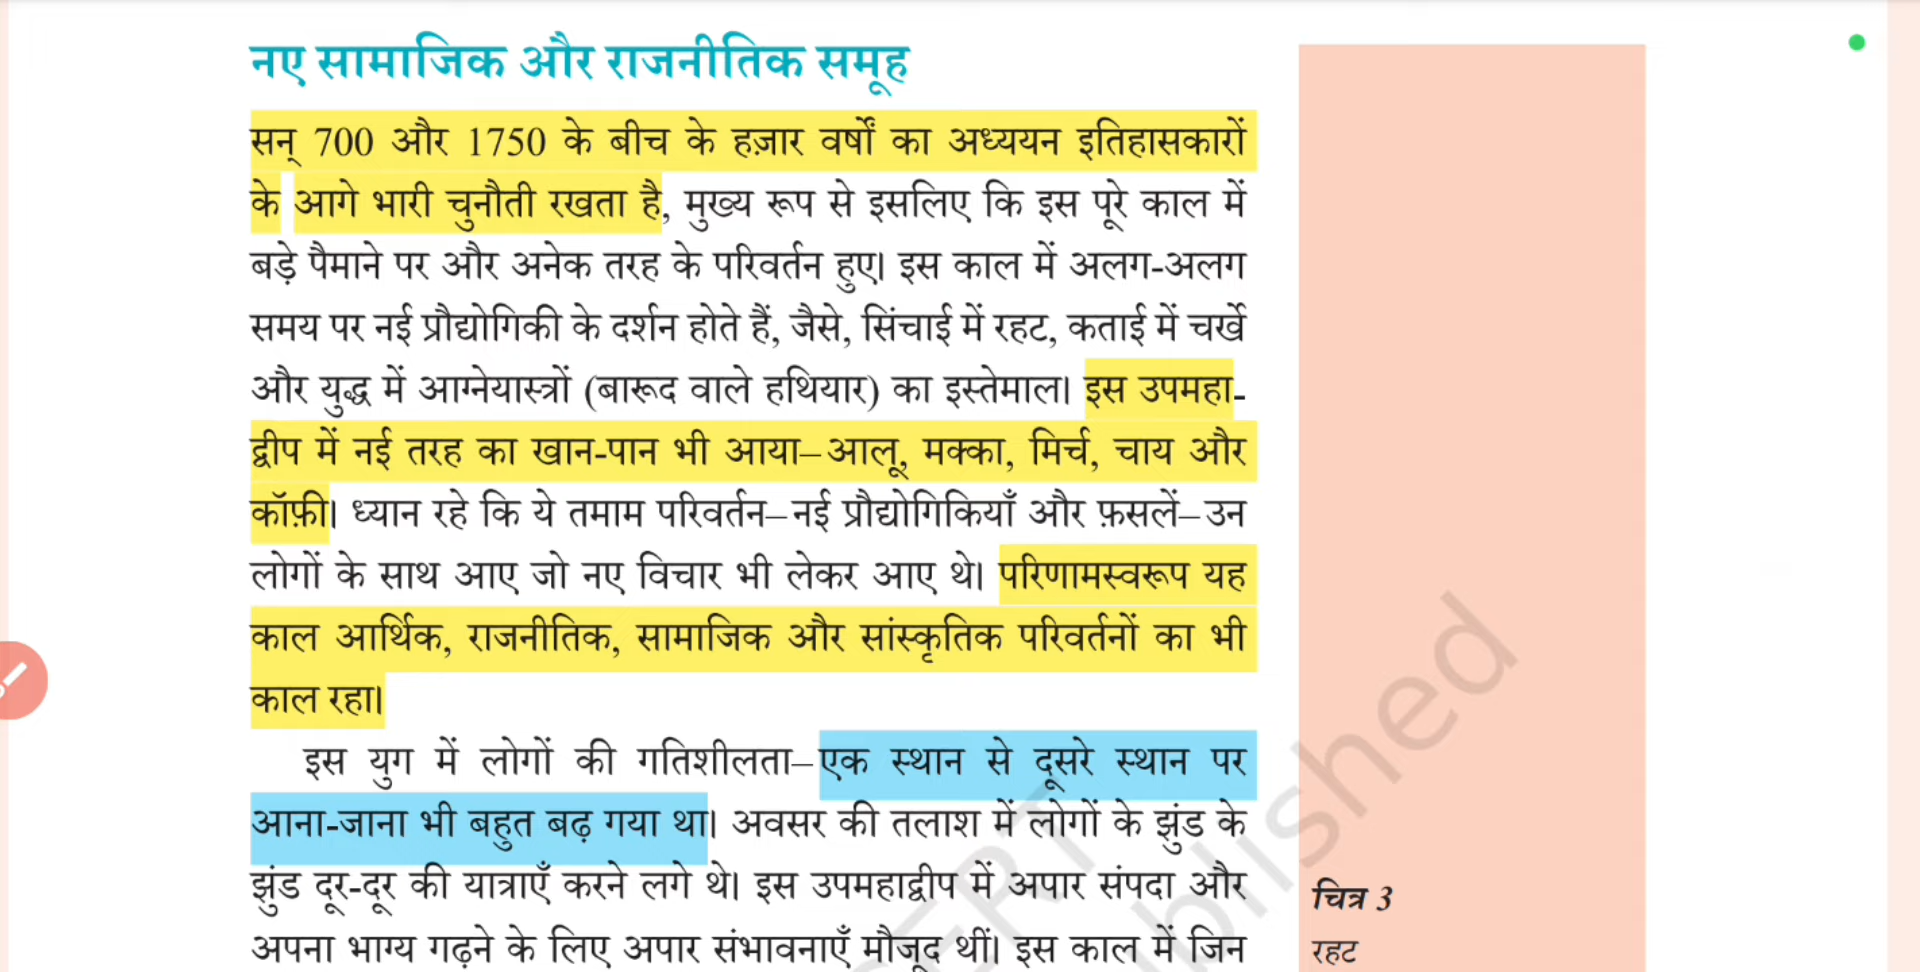 नए सामाजिक और राजनीतिक समूह
सन् 700 और 1750 के बीच के हज़ार वर्षों का अध्ययन इतिहासकारों
के आगे भारी चुनौती रखता है, मुख्य रूप से इसलिए कि इस पूरे काल में
बड़े पैमाने पर और अनेक तरह के परिवर्तन हुए। इस काल में अलग-अलग
समय पर नई प्रौद्योगिकी के दर्शन होते हैं, जैसे, सिंचाई में रहट, कताई में चर्खे
और युद्ध में आग्नेयास्त्रों (बारूद वाले हथियार) का इस्तेमाल। इस उपमहा-
द्वीप में नई तरह का खान-पान भी आया–आलू, मक्का, मिर्च, चाय और
कॉफ़ी। ध्यान रहे कि ये तमाम परिवर्तन–नई प्रौद्योगिकियाँ और फ़सलें–उन
लोगों के साथ आए जो नए विचार भी लेकर आए थे। परिणामस्वरूप यह
काल आर्थिक, राजनीतिक, सामाजिक और सांस्कृतिक परिवर्तनों का भी
काल रहा।
इस युग में लोगों की गतिशीलता–एक स्थान से दूसरे स्थान पर
आना-जाना भी बहुत बढ़ गया था। अवसर की तलाश में लोगों के झुंड के
झुंड दूर-दूर की यात्राएँ करने लगे थे। इस उपमहाद्वीप में अपार संपदा और
अपना भाग्य गढ़ने के लिए अपार संभावनाएँ मौजूद थीं। इस काल में जिन
चित्र 3
रहट